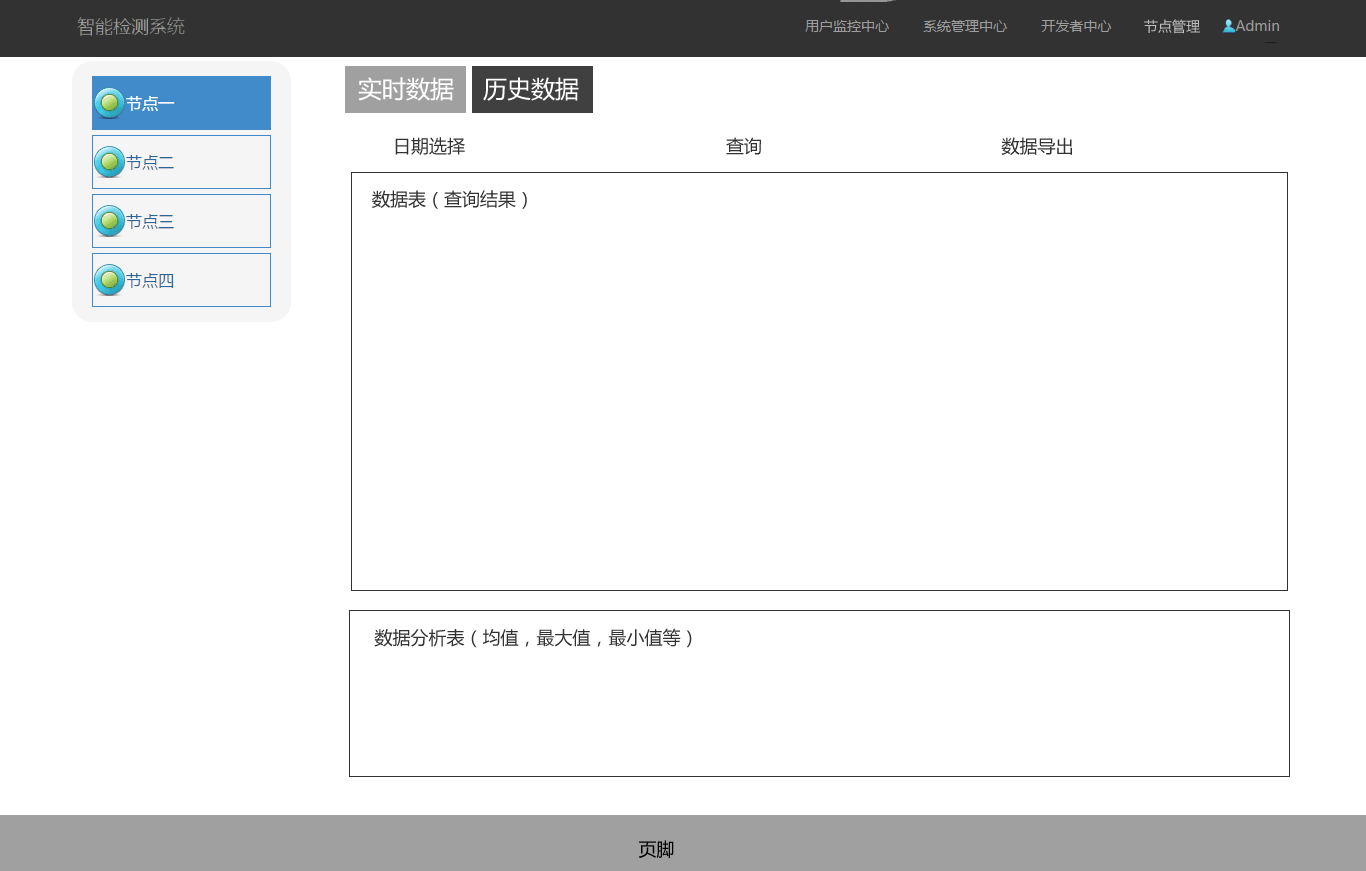 智能检测系统
用户监控中心 系统管理中心 开发者中心 节点管理 Admin
节点一
节点二
节点三
节点四
实时数据 历史数据
日期选择 查询 数据导出
数据表（查询结果）
数据分析表（均值，最大值，最小值等）
页脚